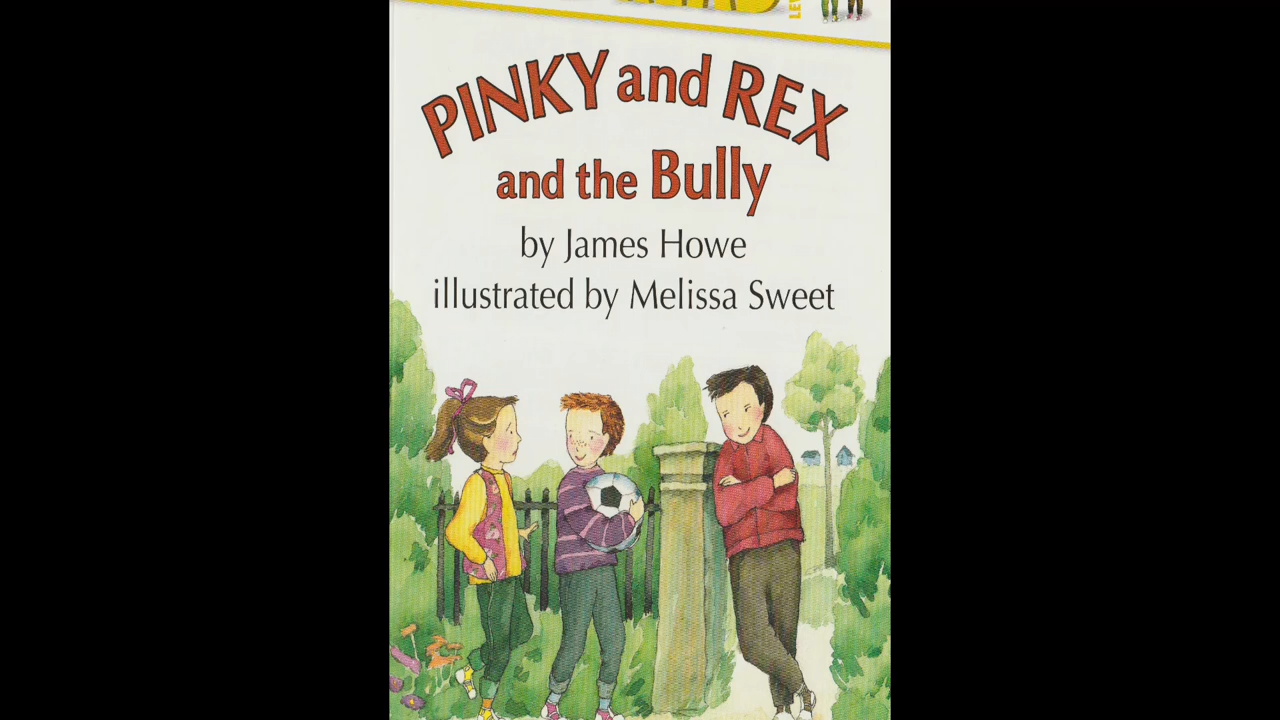 PINKY and REX
and the Bully
by James Howe
illustrated by Melissa Sweet